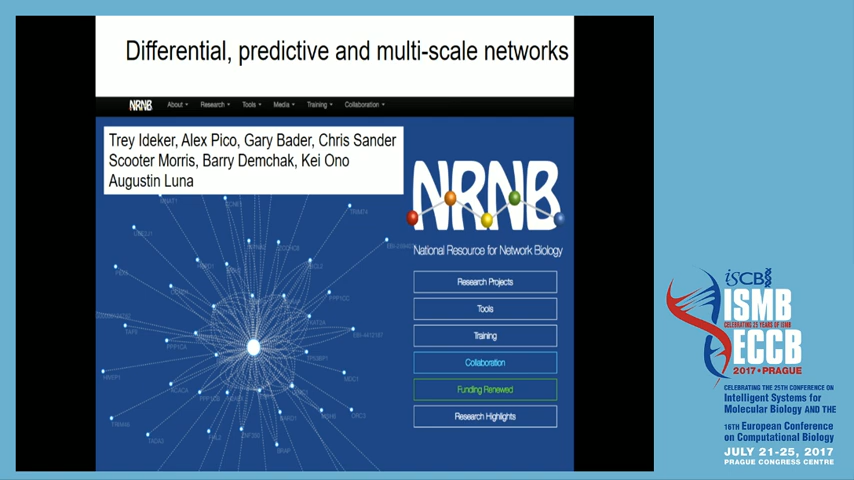 Differential, predictive and multi-scale networks
NRNB
About
Research
Tools
Media
Training
Collaboration
Trey Ideker, Alex Pico, Gary Bader, Chris Sander
Scooter Morris, Barry Demchak, Kei Ono
Augustin Luna
NRNB
National Resource for Network Biology
Research Projects
Tools
Training
Collaboration
Funding Renewed
Research Highlights
ISCB
ISMB
CELEBRATING 25 YEARS OF ISMB
ECCB
2017 • PRAGUE
CELEBRATING THE 25TH CONFERENCE ON
Intelligent Systems for
Molecular Biology AND THE
16TH European Conference
on Computational Biology
JULY 21-25, 2017
PRAGUE CONGRESS CENTRE